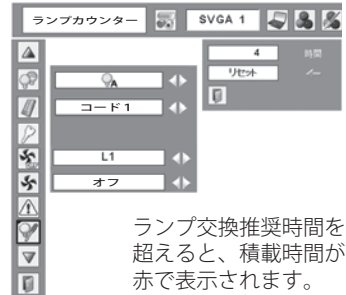 ランプカウンター SVGA 1
4 時間
A リセット ノー
コード 1
L1
オフ
ランプ交換推奨時間を
超えると、積載時間が
赤で表示されます。